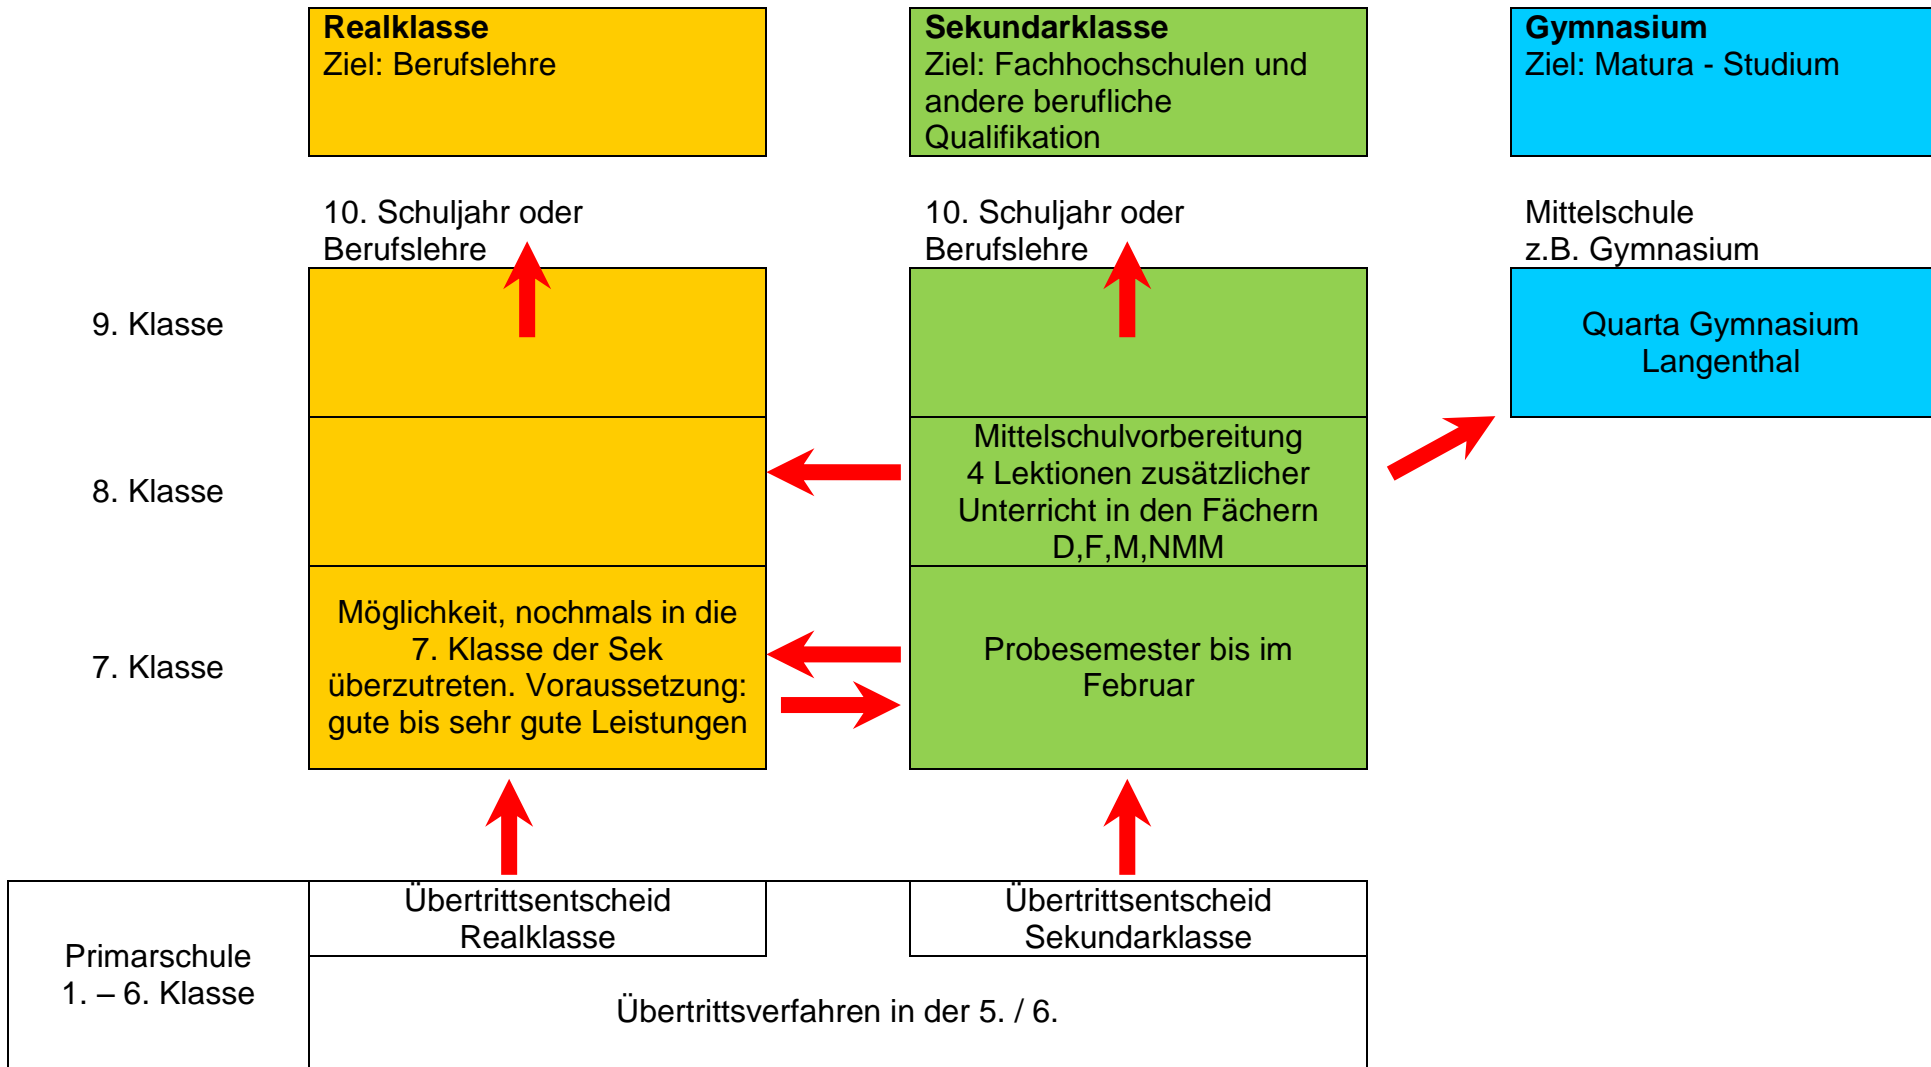 Realklasse
Ziel: Berufslehre
Sekundarklasse
Ziel: Fachhochschulen und
andere berufliche
Qualifikation
Gymnasium
Ziel: Matura - Studium
10. Schuljahr oder
Berufslehre
10. Schuljahr oder
Berufslehre
Mittelschule
z.B. Gymnasium
9. Klasse
Quarta Gymnasium
Langenthal
8. Klasse
Mittelschulvorbereitung
4 Lektionen zusätzlicher
Unterricht in den Fächern
D,F,M,NMM
7. Klasse
Möglichkeit, nochmals in die
7. Klasse der Sek
überzutreten. Voraussetzung:
gute bis sehr gute Leistungen
Probesemester bis im
Februar
Primarschule
1. – 6. Klasse
Übertrittsentscheid
Realklasse
Übertrittsentscheid
Sekundarklasse
Übertrittsverfahren in der 5. / 6.